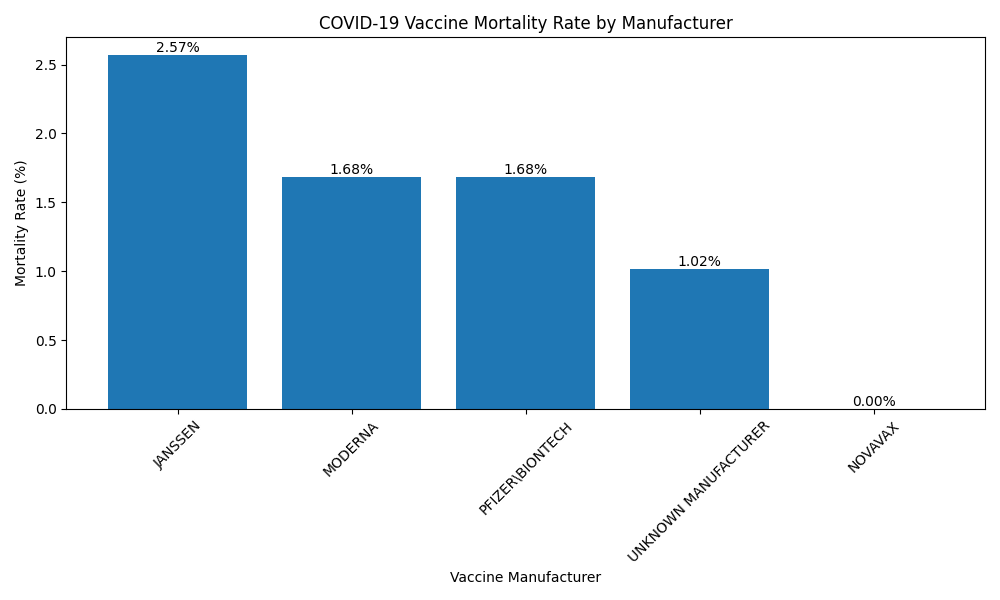 COVID-19 Vaccine Mortality Rate by Manufacturer
Mortality Rate (%)
2.5
2.0
1.5
1.0
0.5
0.0
2.57%
1.68%
1.68%
1.02%
0.00%
JANSSEN
MODERNA
PFIZER\BIONTECH
UNKNOWN MANUFACTURER
NOVAVAX
Vaccine Manufacturer